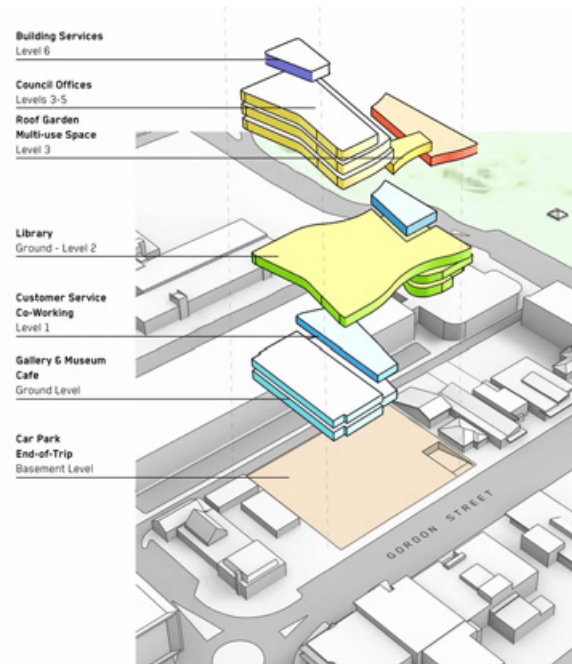 Building Services
Level 6
Council Offices
Levels 3-5
Roof Garden
Multi-use Space
Level 3
Library
Ground - Level 2
Customer Service
Co-Working
Level 1
Gallery & Museum
Cafe
Ground Level
Car Park
End-of-Trip
Basement Level
GORDON STREET